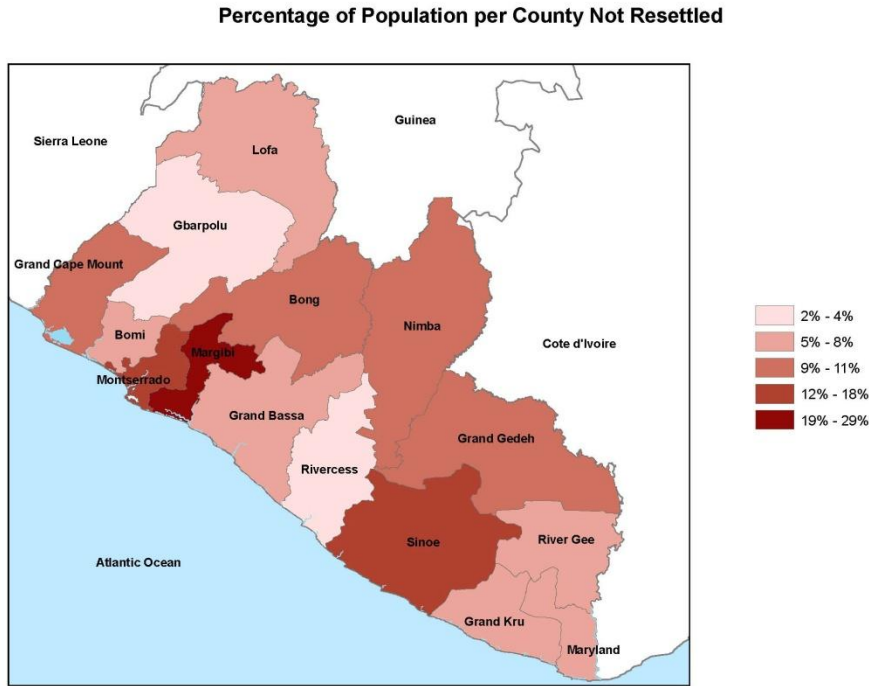 Percentage of Population per County Not Resettled
Guinea
Sierra Leone
Lofa
Gbarpolu
Grand Cape Mount
Bong
Nimba
Bomi
Cote d'Ivoire
Margibi
Montserrado
Grand Bassa
Grand Gedeh
Rivercess
Sinoe
River Gee
Atlantic Ocean
Grand Kru
Maryland
2% - 4%
5% - 8%
9% - 11%
12% - 18%
19% - 29%